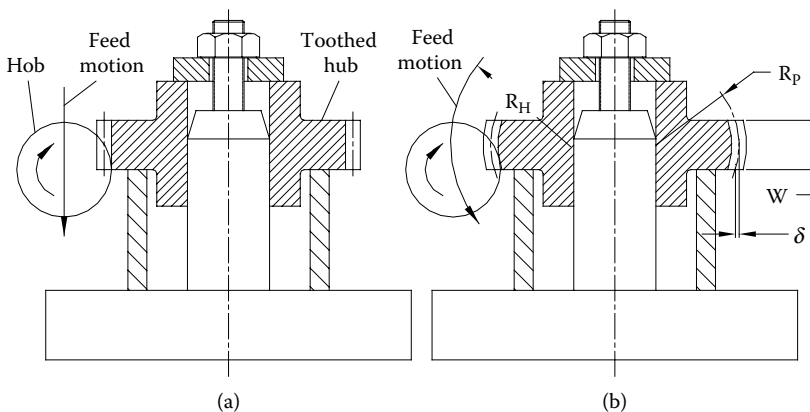 Hob
Feed
motion
Toothed
hub
Feed
motion
R_H
R_P
W
δ
(a)
(b)